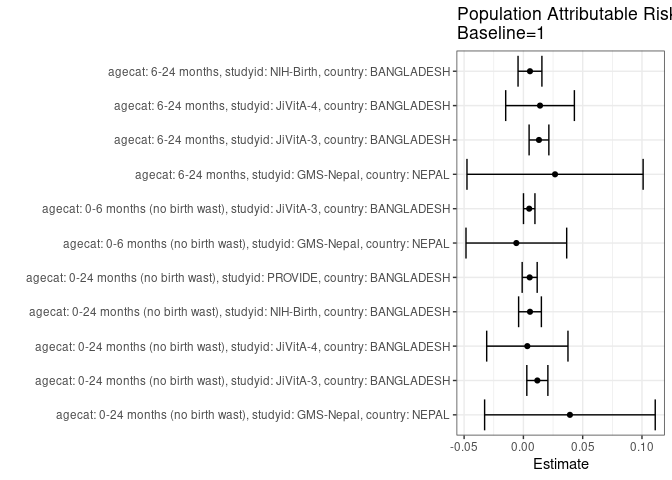 Population Attributable Risk
Baseline=1
agecat: 6-24 months, studyid: NIH-Birth, country: BANGLADESH
agecat: 6-24 months, studyid: JiVitA-4, country: BANGLADESH
agecat: 6-24 months, studyid: JiVitA-3, country: BANGLADESH
agecat: 6-24 months, studyid: GMS-Nepal, country: NEPAL
agecat: 0-6 months (no birth wast), studyid: JiVitA-3, country: BANGLADESH
agecat: 0-6 months (no birth wast), studyid: GMS-Nepal, country: NEPAL
agecat: 0-24 months (no birth wast), studyid: PROVIDE, country: BANGLADESH
agecat: 0-24 months (no birth wast), studyid: NIH-Birth, country: BANGLADESH
agecat: 0-24 months (no birth wast), studyid: JiVitA-4, country: BANGLADESH
agecat: 0-24 months (no birth wast), studyid: JiVitA-3, country: BANGLADESH
agecat: 0-24 months (no birth wast), studyid: GMS-Nepal, country: NEPAL
-0.05 0.00 0.05 0.10
Estimate